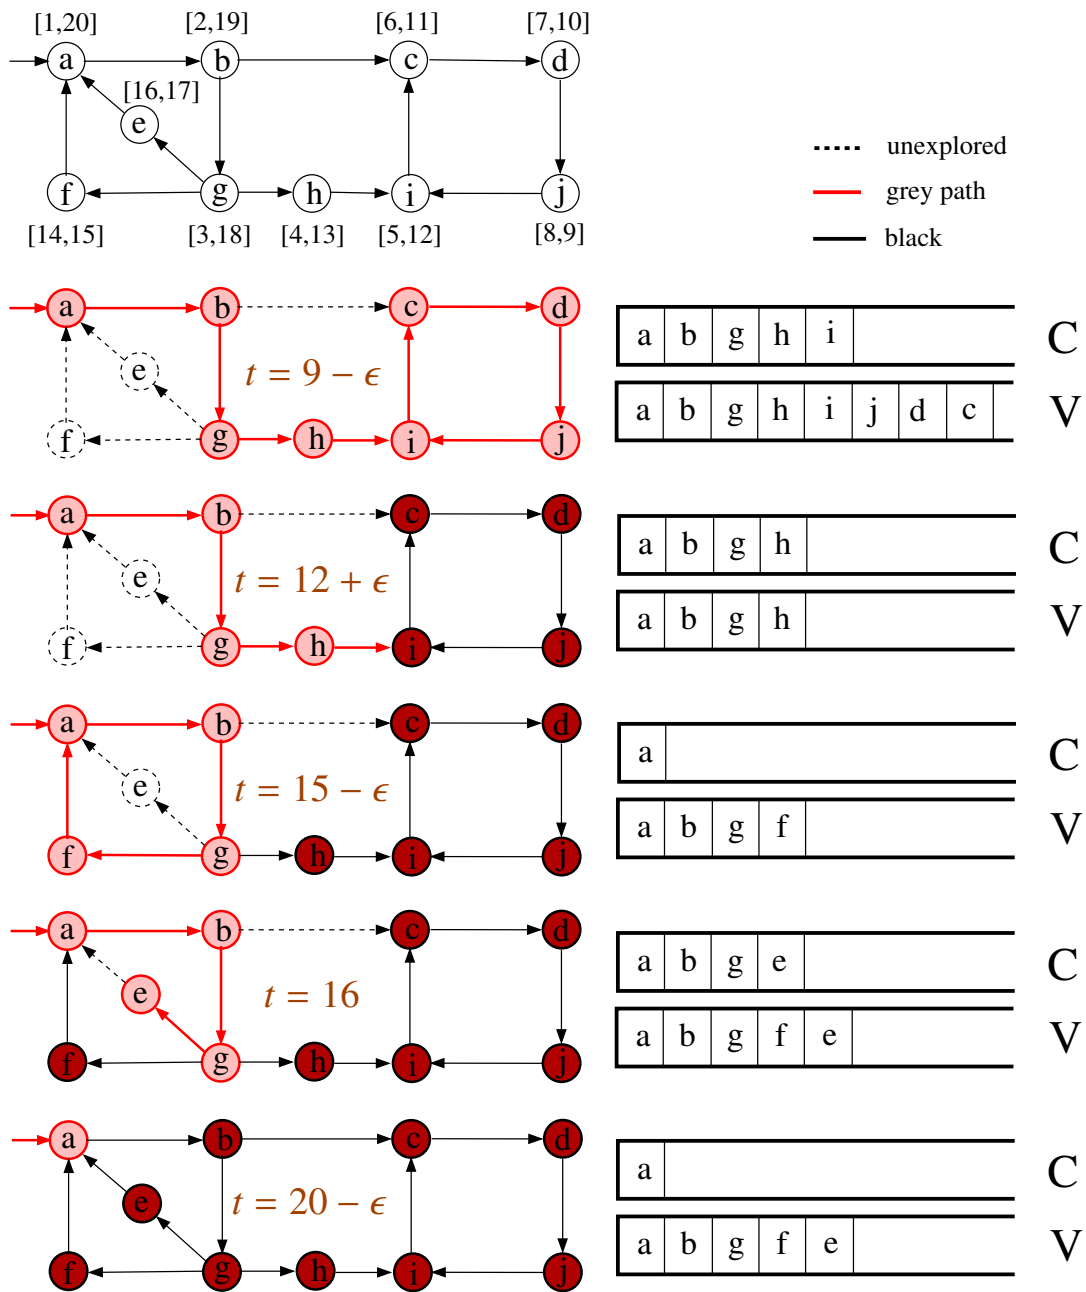 [1,20] [2,19] [6,11] [7,10]
a b c d
[16,17]
e
unexplored
f g h i j
grey path
[14,15] [3,18] [4,13] [5,12] [8,9]
black
a b c d
a b g h i C
e t = 9 − ϵ
f g h i j
a b g h i j d c V
a b c d
a b g h C
e t = 12 + ϵ
f g h i j
a b g h V
a b c d
a C
e t = 15 − ϵ
f g h i j
a b g f V
a b c d
a b g e C
e t = 16
f g h i j
a b g f e V
a b c d
a C
e t = 20 − ϵ
f g h i j
a b g f e V